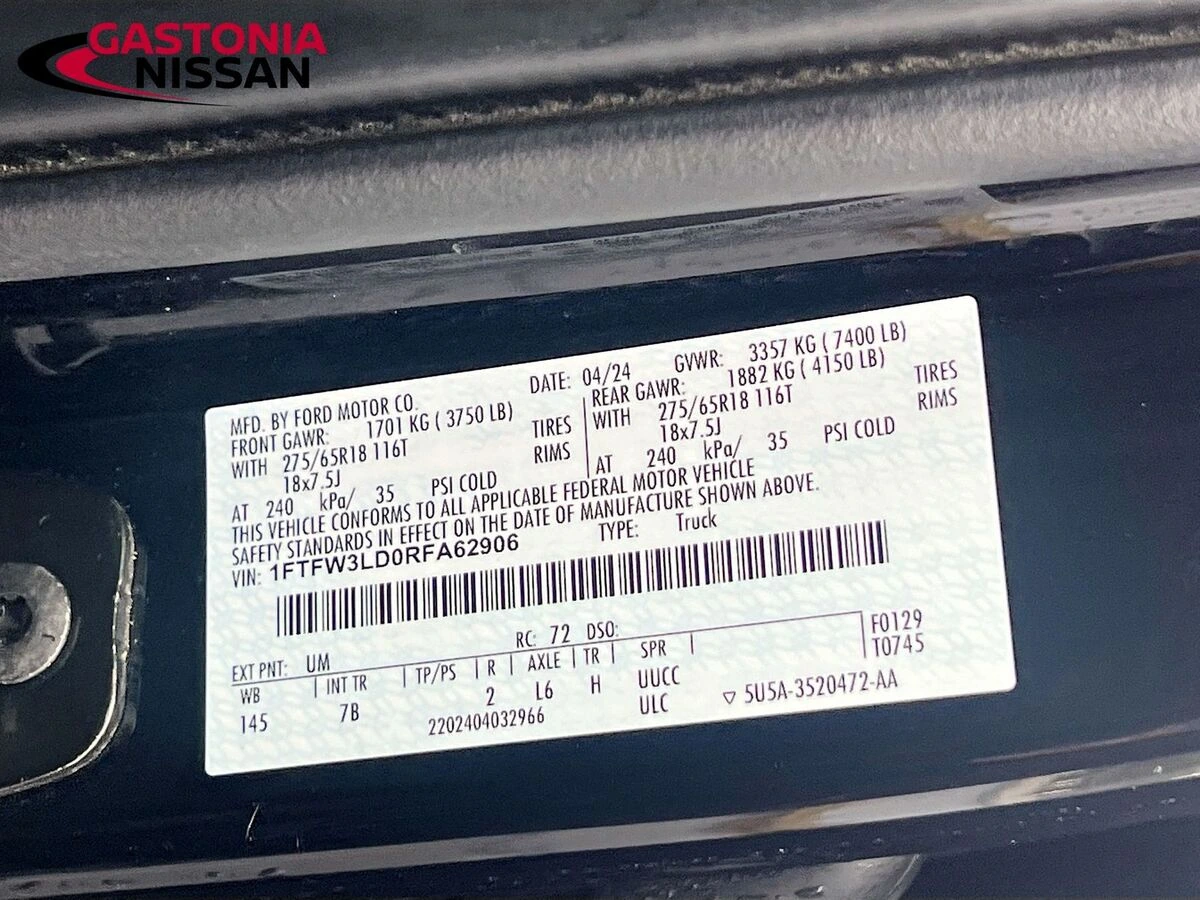 GASTONIA
NISSAN
MFD. BY FORD MOTOR CO.
DATE: 04/24 GVWR: 3357 KG ( 7400 LB)
FRONT GAWR: 1701 KG ( 3750 LB) REAR GAWR: 1882 KG ( 4150 LB)
WITH 275/65R18 116T TIRES WITH 275/65R18 116T TIRES
18x7.5J RIMS 18x7.5J RIMS
AT 240 kPa/ 35 PSI COLD AT 240 kPa/ 35 PSI COLD
THIS VEHICLE CONFORMS TO ALL APPLICABLE FEDERAL MOTOR VEHICLE
SAFETY STANDARDS IN EFFECT ON THE DATE OF MANUFACTURE SHOWN ABOVE.
VIN: 1FTFW3LD0RFA62906 TYPE: Truck
EXT PNT: UM RC: 72 DSO: F0129
WB INT TR TP/PS R AXLE TR SPR T0745
145 7B 2 L6 H UUCC
2202404032966 ULC ▽ 5U5A-3520472-AA